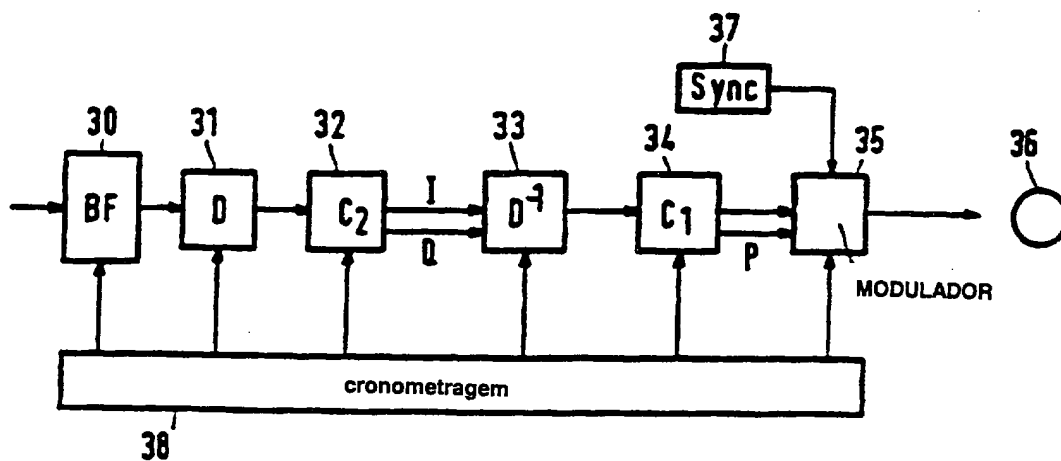 37
Sync
30
31
32
33
34
35
36
BF
D
C₂
I
Q
D⁻¹
C₁
P
MODULADOR
cronometragem
38